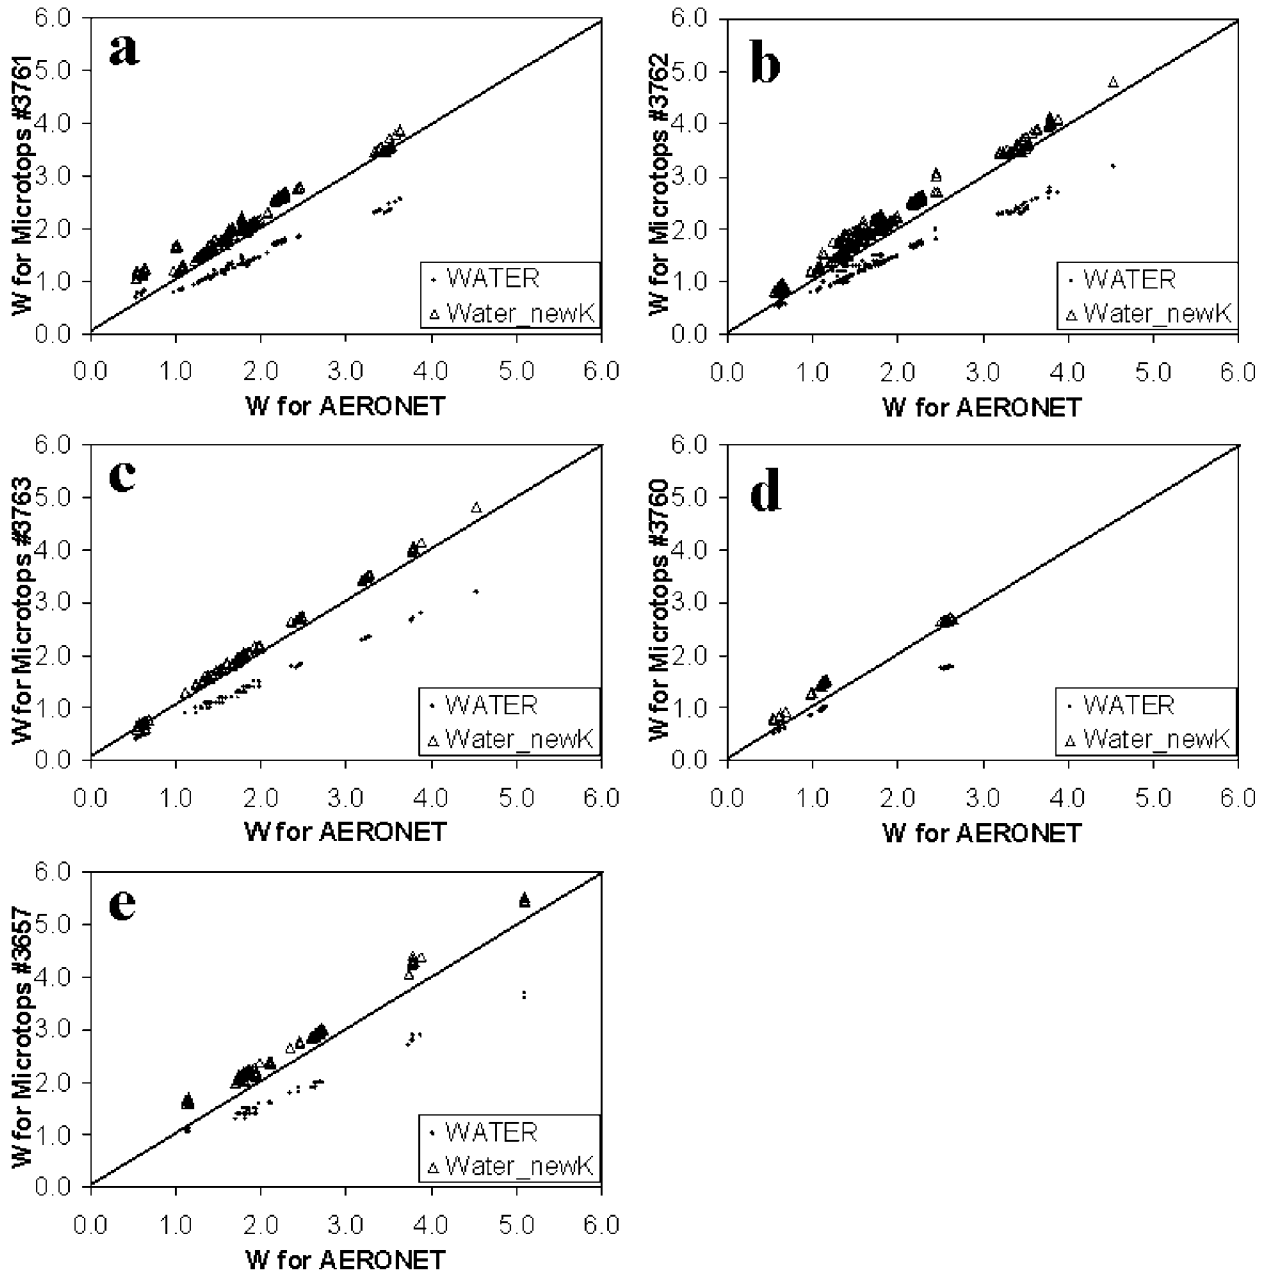 a
W for Microtops #3761
6.0
5.0
4.0
3.0
2.0
1.0
0.0
WATER
Water_newK
0.0 1.0 2.0 3.0 4.0 5.0 6.0
W for AERONET
b
W for Microtops #3762
6.0
5.0
4.0
3.0
2.0
1.0
0.0
WATER
Water_newK
0.0 1.0 2.0 3.0 4.0 5.0 6.0
W for AERONET
c
W for Microtops #3763
6.0
5.0
4.0
3.0
2.0
1.0
0.0
WATER
Water_newK
0.0 1.0 2.0 3.0 4.0 5.0 6.0
W for AERONET
d
W for Microtops #3760
6.0
5.0
4.0
3.0
2.0
1.0
0.0
WATER
Water_newK
0.0 1.0 2.0 3.0 4.0 5.0 6.0
W for AERONET
e
W for Microtops #3657
6.0
5.0
4.0
3.0
2.0
1.0
0.0
WATER
Water_newK
0.0 1.0 2.0 3.0 4.0 5.0 6.0
W for AERONET